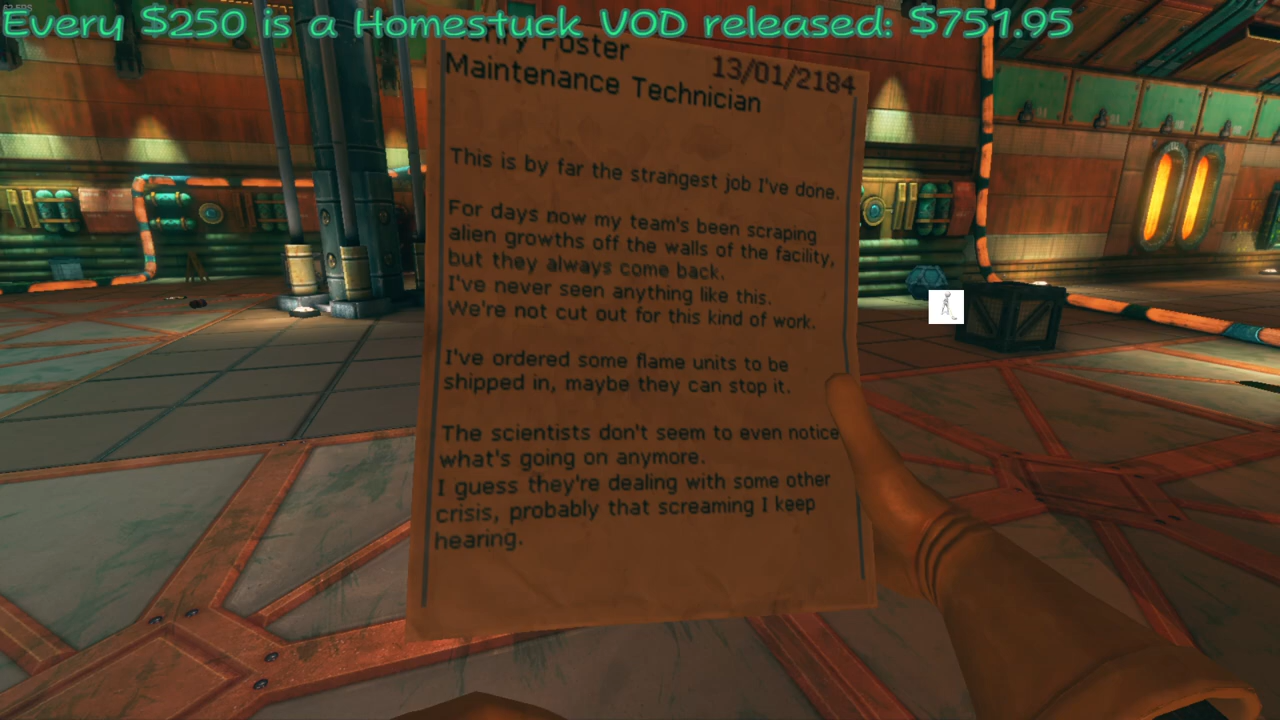 Every $250 is a Homestuck VOD released: $751.95
Foster
13/01/2184
Maintenance Technician
This is by far the strangest job I've done.
For days now my team's been scraping
alien growths off the walls of the facility,
but they always come back.
I've never seen anything like this.
We're not cut out for this kind of work.
I've ordered some flame units to be
shipped in, maybe they can stop it.
The scientists don't seem to even notice
what's going on anymore.
I guess they're dealing with some other
crisis, probably that screaming I keep
hearing.